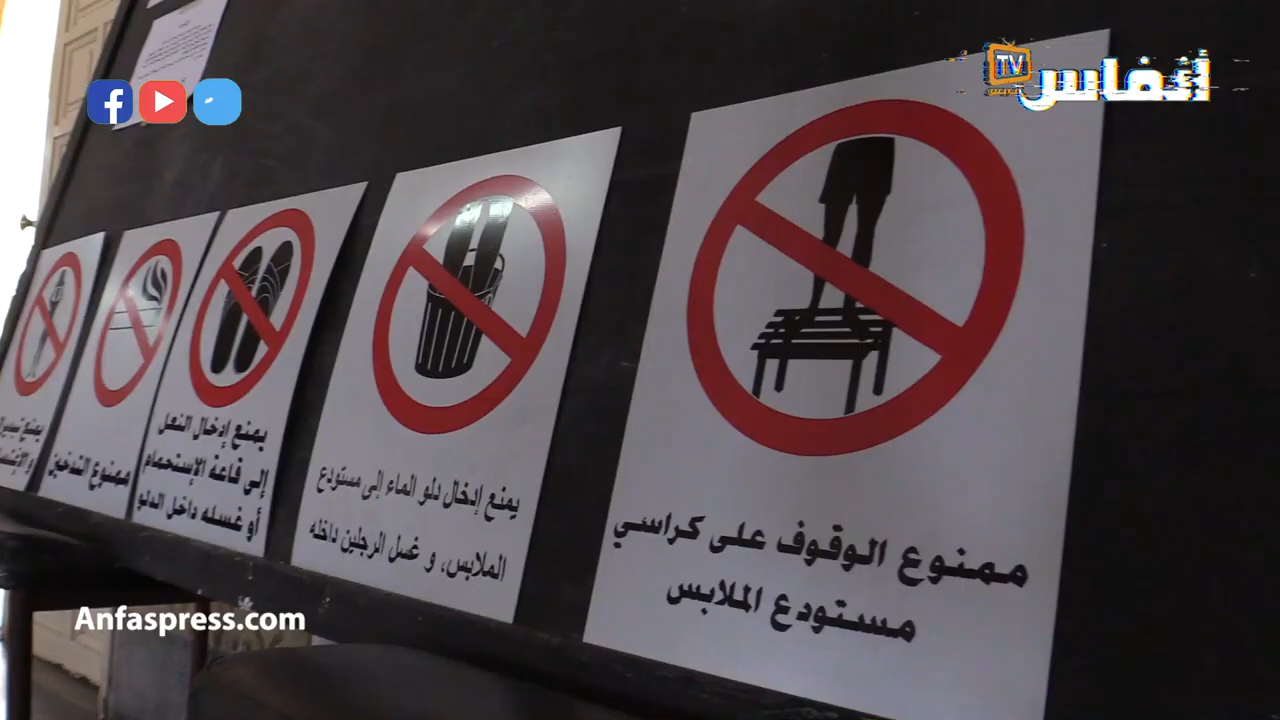 TV أنفاس
ممنوع الوقوف على كراسي
مستودع الملابس
يمنع إدخال دلو الماء إلى مستودع
الملابس، و غسل الرجلين داخله
يمنع إدخال النعل
إلى قاعة الإستحمام
أو غسله داخل الدلو
ممنوع التدخين
يمنع
Anfaspress.com